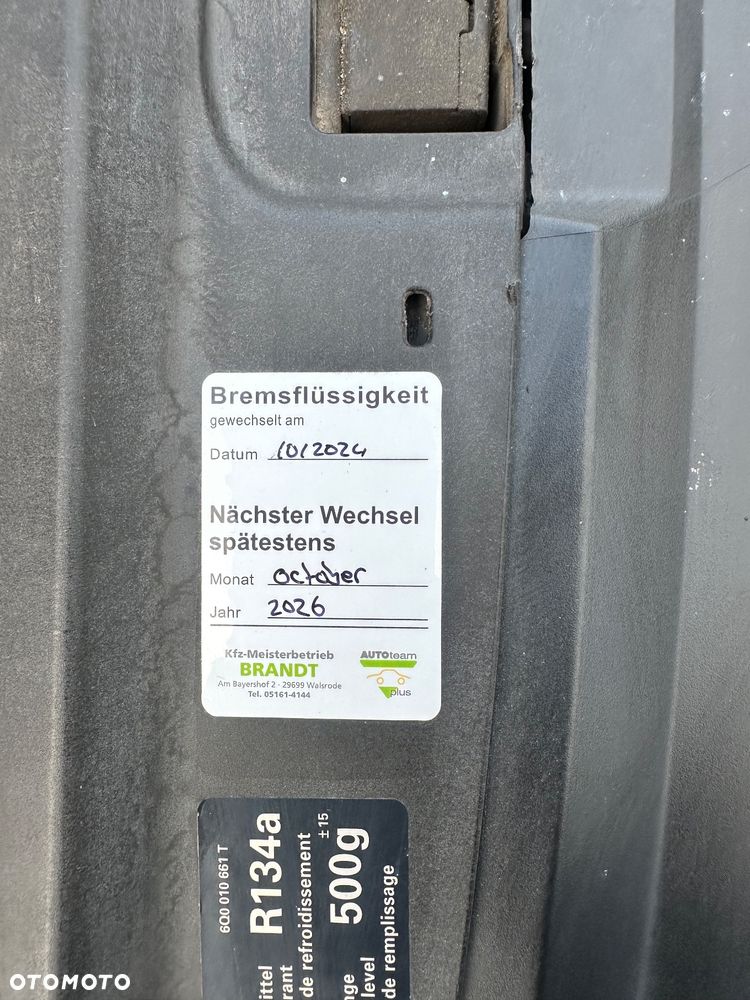 Bremsflüssigkeit
gewechselt am
Datum 10/2024
Nächster Wechsel
spätestens
Monat october
Jahr 2026
Kfz-Meisterbetrieb
BRANDT
Am Bayershof 2 - 29699 Walsrode
Tel. 05161-4144
AUTOteam
plus
6Q0 010 661 T
R134a
de refroidissement
500g ± 15
level
de remplissage
OTOMOTO